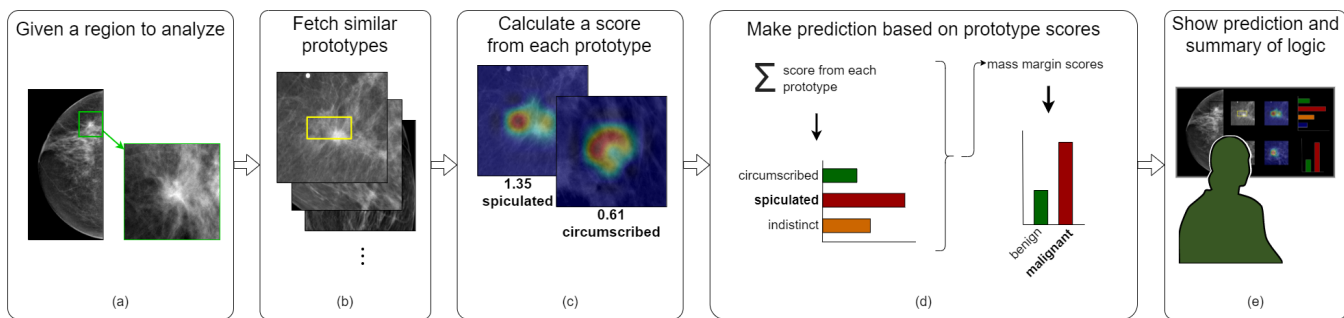 Given a region to analyze
(a)
Fetch similar
prototypes
⋮
(b)
Calculate a score
from each prototype
1.35
spiculated
0.61
circumscribed
(c)
Make prediction based on prototype scores
∑ score from each
prototype
circumscribed
spiculated
indistinct
mass margin scores
benign
malignant
(d)
Show prediction and
summary of logic
(e)